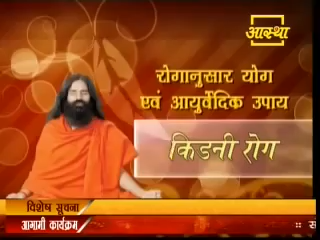 आस्था
रोगानुसार योग
एवं आयुर्वेदिक उपाय
किडनी रोग
विशेष सूचना
आगामी कार्यक्रम